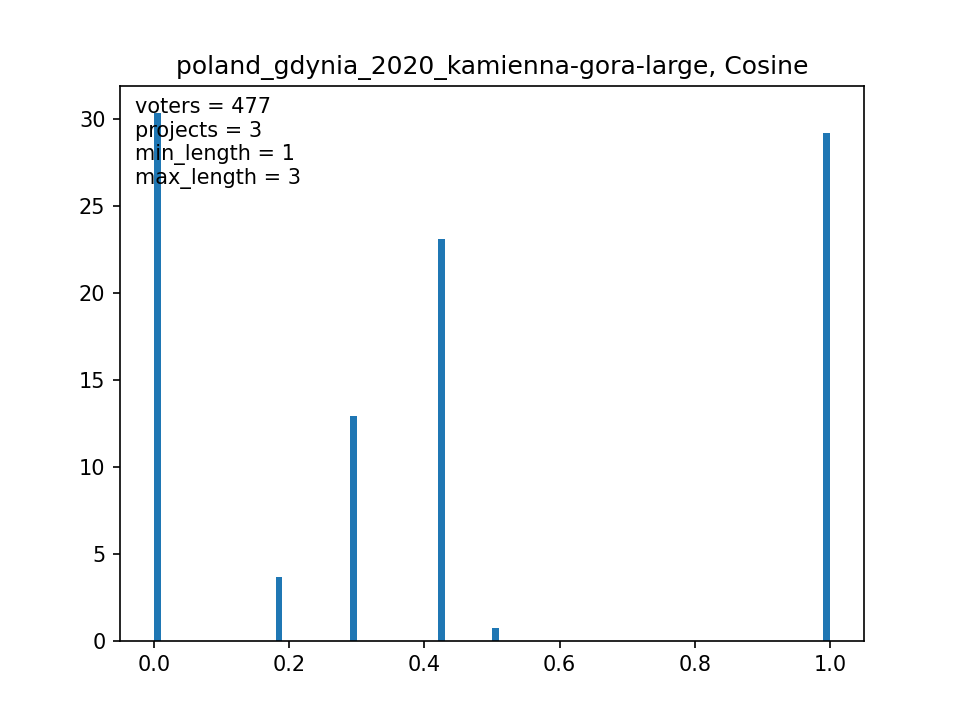 poland_gdynia_2020_kamienna-gora-large, Cosine
voters = 477
projects = 3
min_length = 1
max_length = 3
30
25
20
15
10
5
0
0.0 0.2 0.4 0.6 0.8 1.0